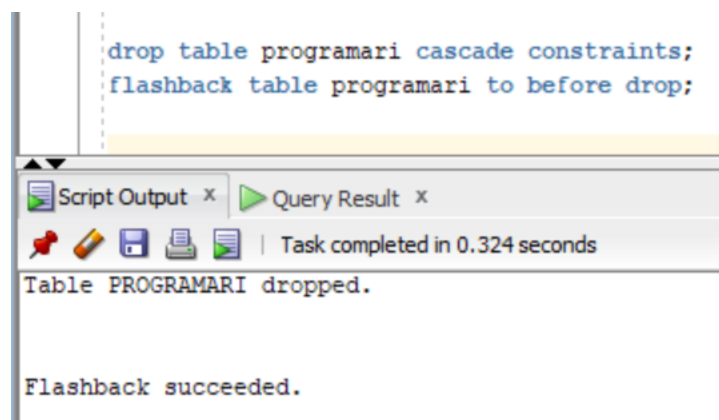 drop table programari cascade constraints;
flashback table programari to before drop;
Script Output x Query Result x
Task completed in 0.324 seconds
Table PROGRAMARI dropped.
Flashback succeeded.